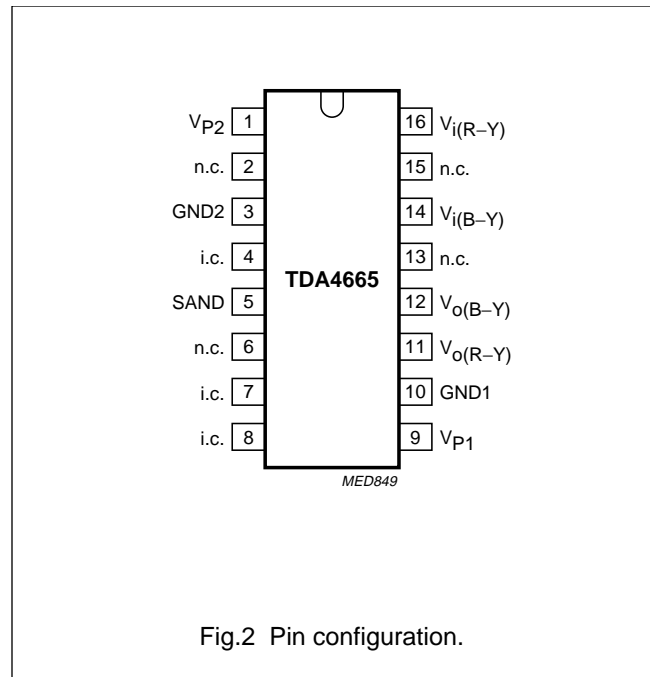 V_P2 1 16 V_i(R−Y)
n.c. 2 15 n.c.
GND2 3 14 V_i(B−Y)
i.c. 4 13 n.c.
TDA4665
SAND 5 12 V_o(B−Y)
n.c. 6 11 V_o(R−Y)
i.c. 7 10 GND1
i.c. 8 9 V_P1
MED849
Fig.2 Pin configuration.